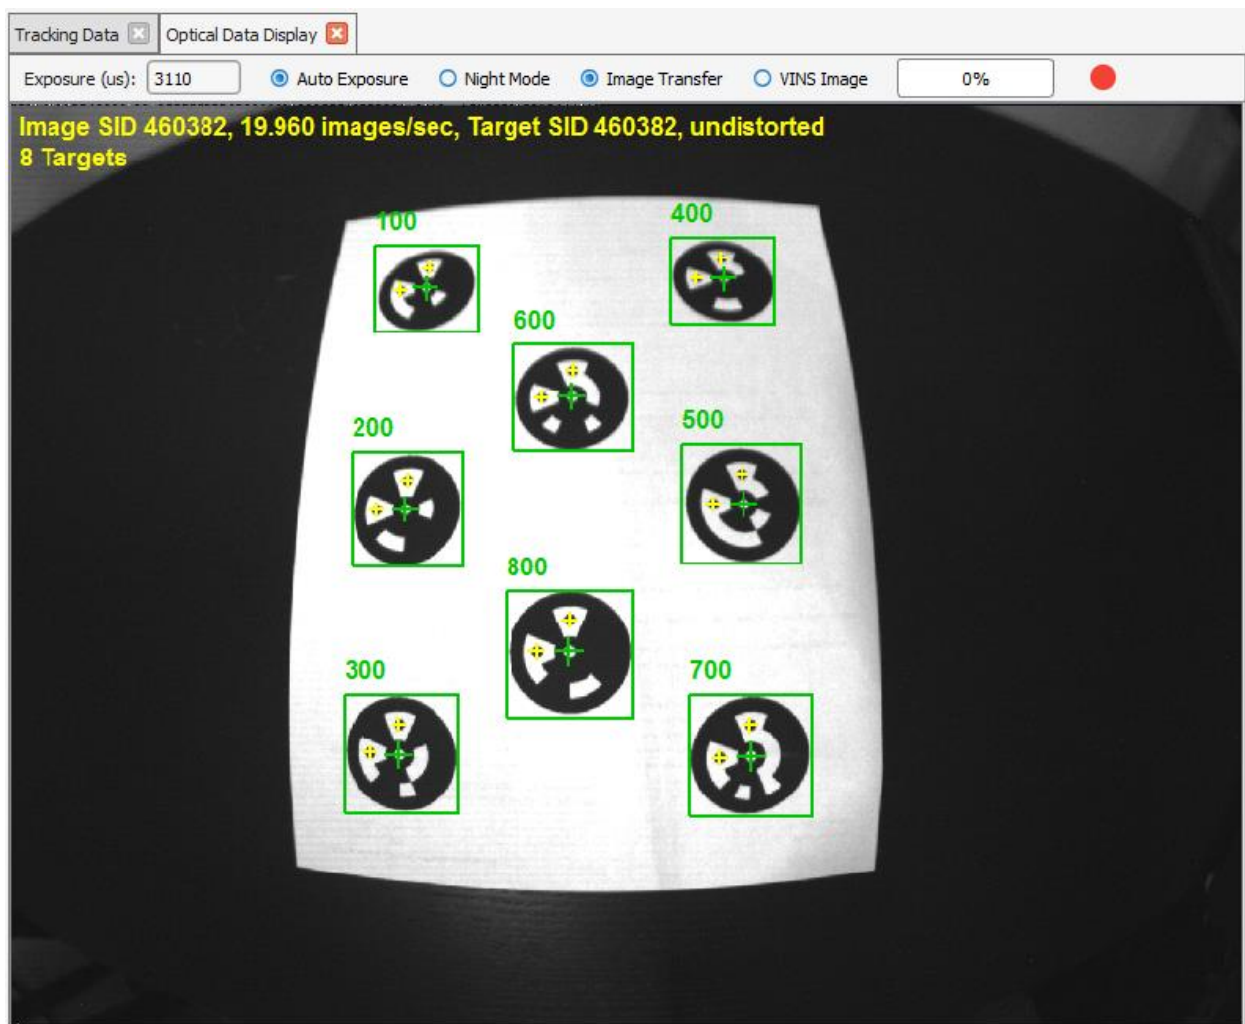 Tracking Data
Optical Data Display
Exposure (us): 3110 Auto Exposure Night Mode Image Transfer VINS Image 0%
Image SID 460382, 19.960 images/sec, Target SID 460382, undistorted
8 Targets
100
400
600
200
500
800
300
700